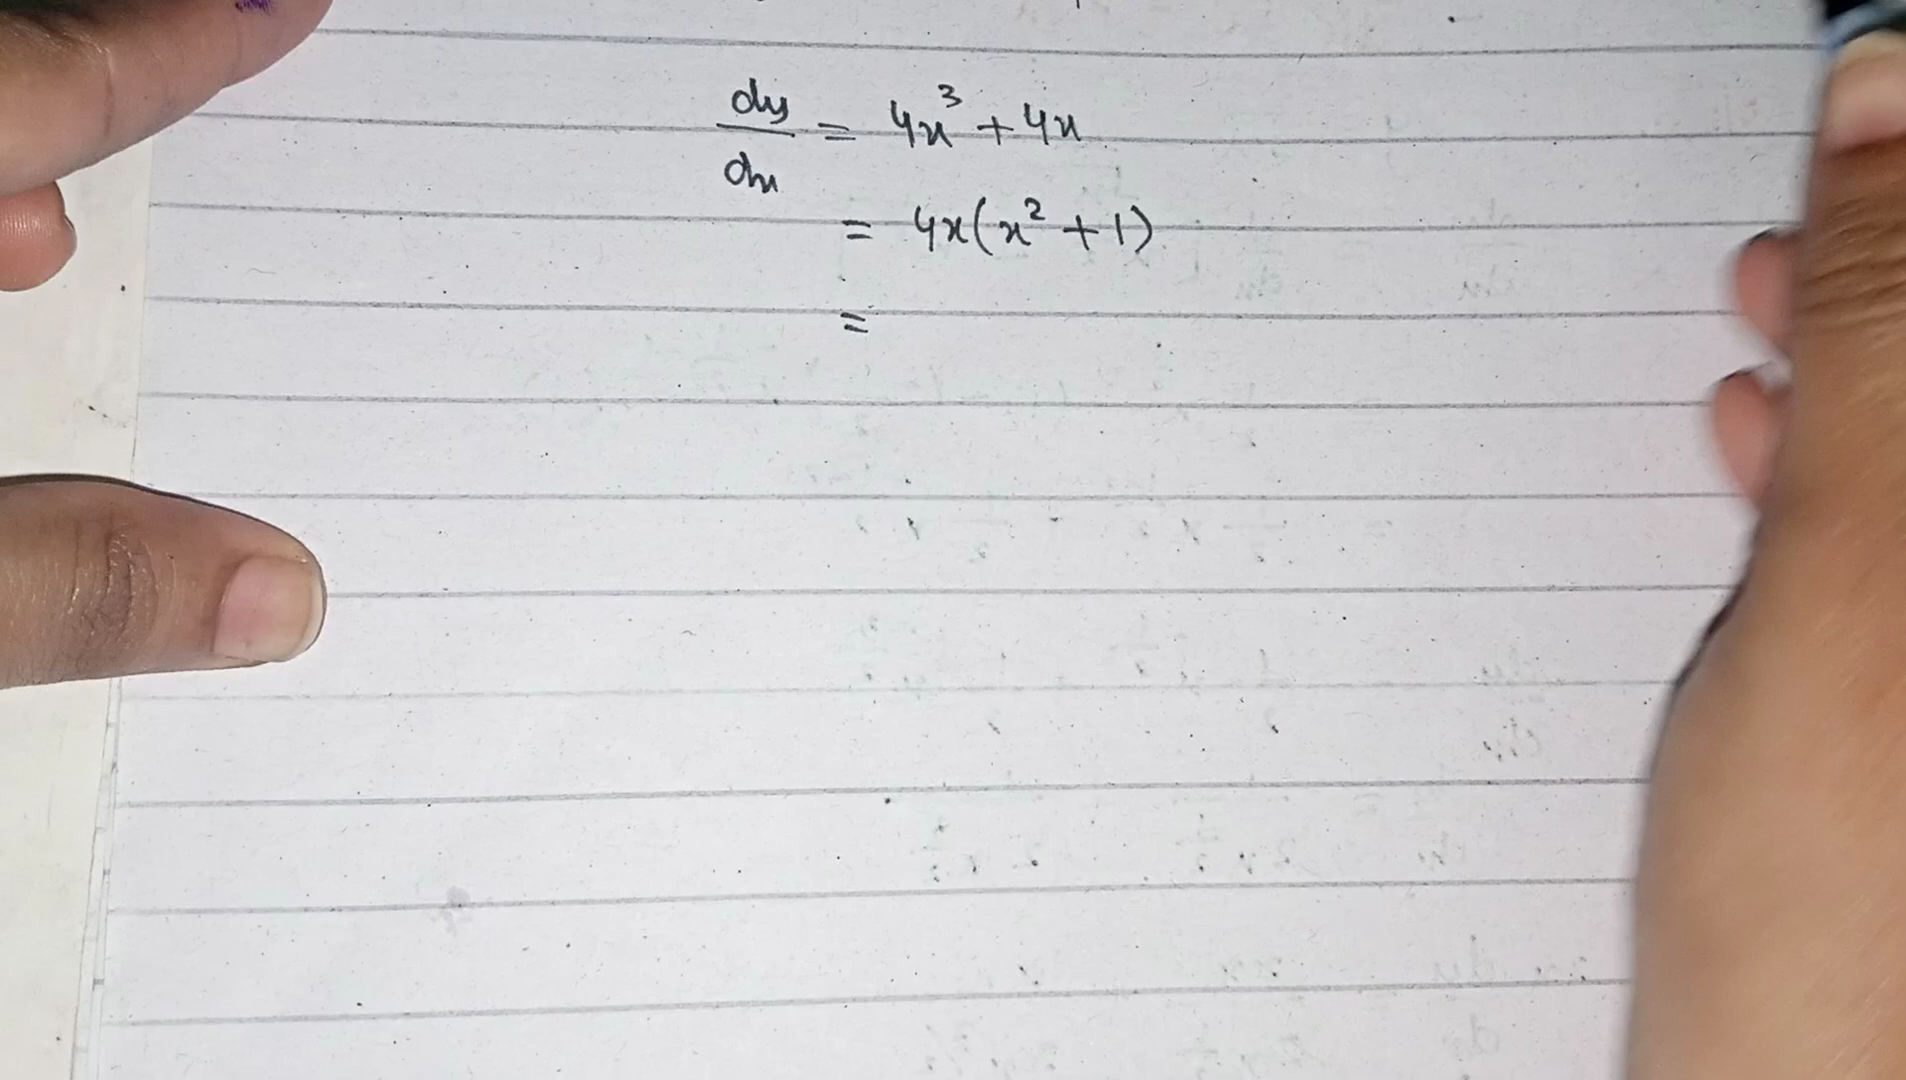 dy/dx = 4x³ + 4x
= 4x(x² + 1)
=